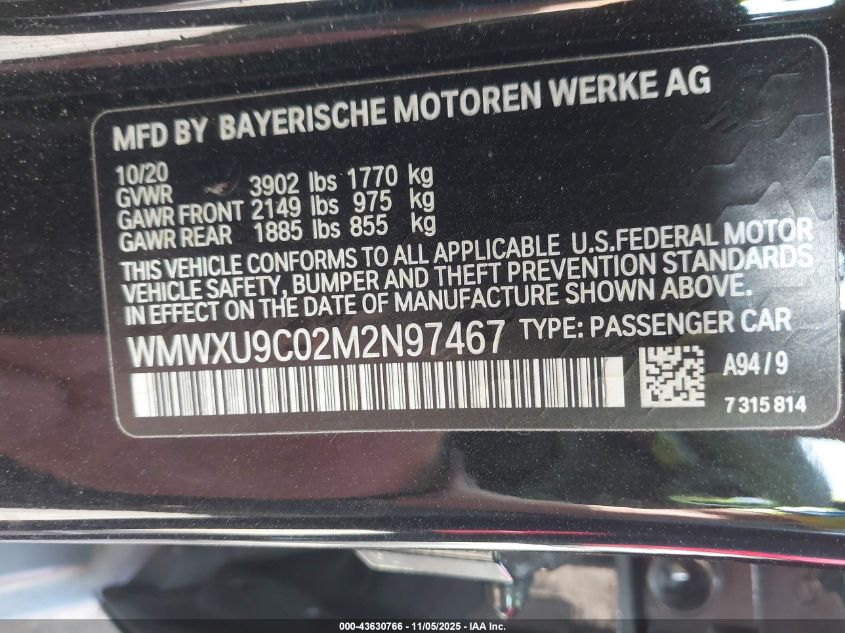 MFD BY BAYERISCHE MOTOREN WERKE AG
10/20
GVWR 3902 lbs 1770 kg
GAWR FRONT 2149 lbs 975 kg
GAWR REAR 1885 lbs 855 kg
THIS VEHICLE CONFORMS TO ALL APPLICABLE U.S.FEDERAL MOTOR
VEHICLE SAFETY, BUMPER AND THEFT PREVENTION STANDARDS
IN EFFECT ON THE DATE OF MANUFACTURE SHOWN ABOVE.
WMWXU9C02M2N97467 TYPE: PASSENGER CAR
A94/9
7 315 814
000-43630766 - 11/05/2025 - IAA Inc.